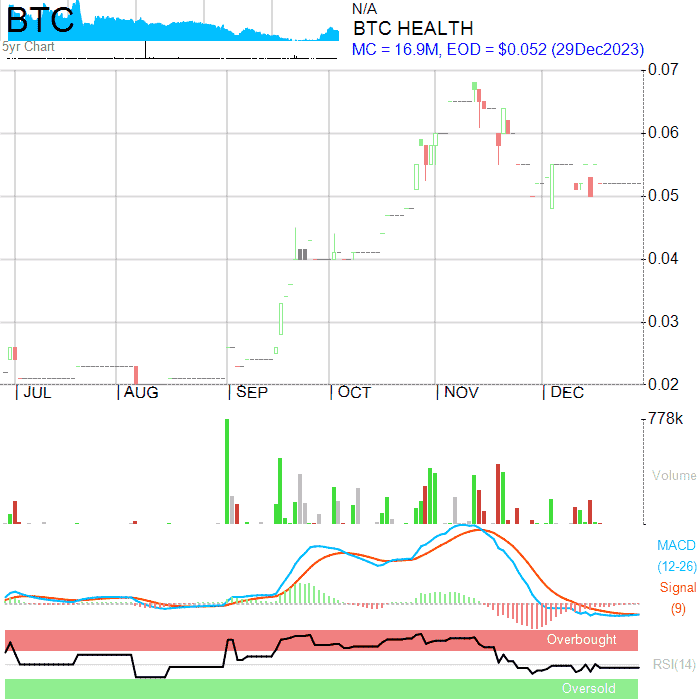 BTC
5yr Chart
N/A
BTC HEALTH
MC = 16.9M, EOD = $0.052 (29Dec2023)
0.07
0.06
0.05
0.04
0.03
0.02
JUL AUG SEP OCT NOV DEC
778k
Volume
MACD
(12-26)
Signal
(9)
Overbought
RSI(14)
Oversold